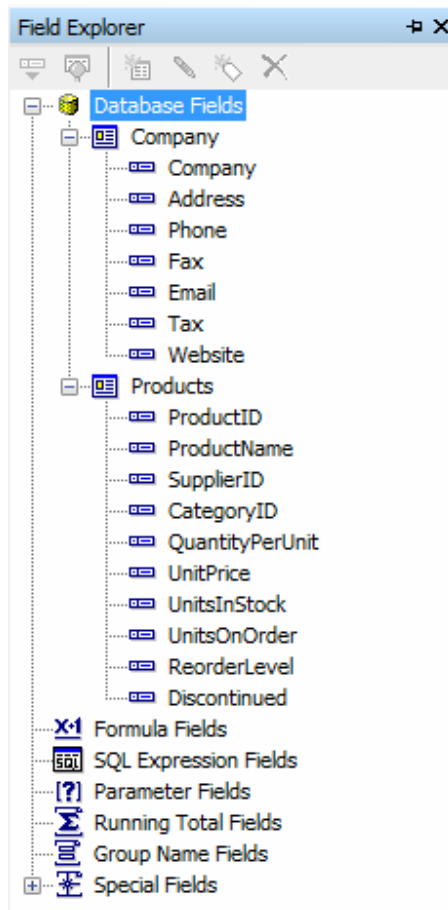 Field Explorer
Database Fields
Company
Company
Address
Phone
Fax
Email
Tax
Website
Products
ProductID
ProductName
SupplierID
CategoryID
QuantityPerUnit
UnitPrice
UnitsInStock
UnitsOnOrder
ReorderLevel
Discontinued
X+1 Formula Fields
SQL SQL Expression Fields
[?] Parameter Fields
Running Total Fields
Group Name Fields
Special Fields